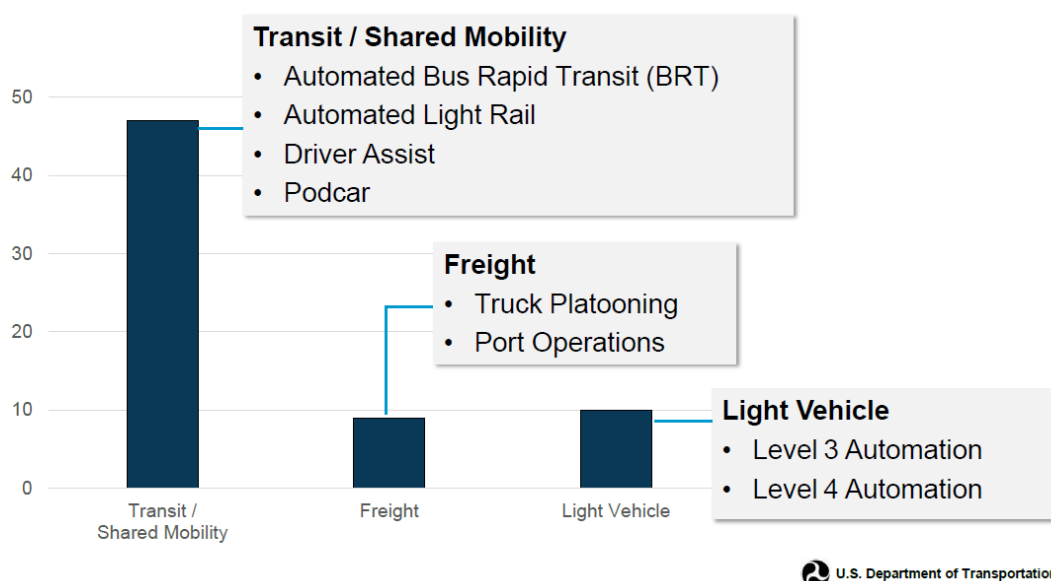 Transit / Shared Mobility
• Automated Bus Rapid Transit (BRT)
• Automated Light Rail
• Driver Assist
• Podcar
50
40
30
20
10
0
Freight
• Truck Platooning
• Port Operations
Light Vehicle
• Level 3 Automation
• Level 4 Automation
Transit /
Shared Mobility
Freight
Light Vehicle
U.S. Department of Transportation